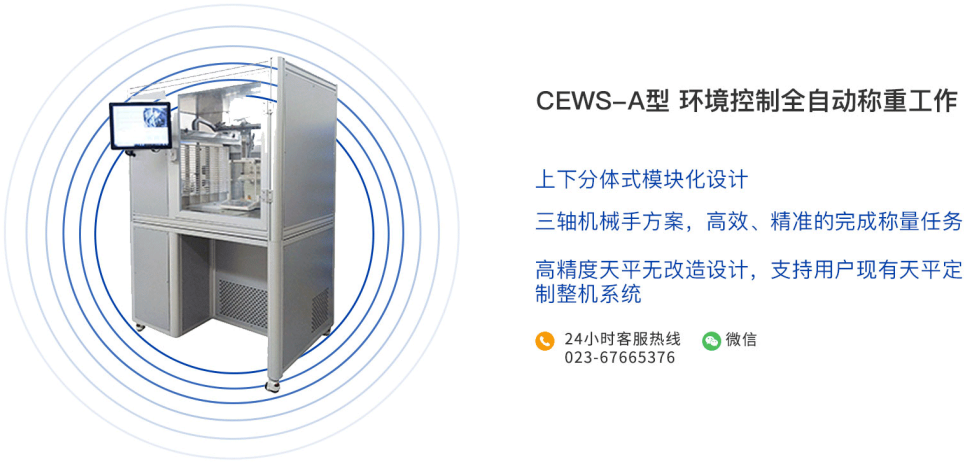 CEWS-A型 环境控制全自动称重工作
上下分体式模块化设计
三轴机械手方案，高效、精准的完成称量任务
高精度天平无改造设计，支持用户现有天平定
制整机系统
24小时客服热线
023-67665376
微信